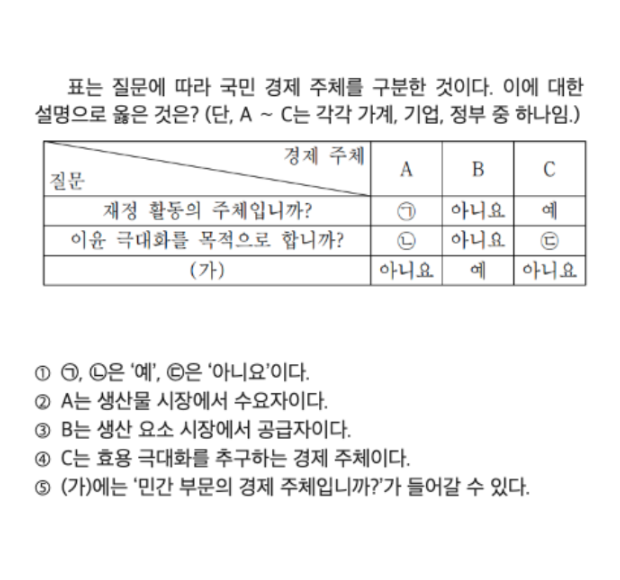 표는 질문에 따라 국민 경제 주체를 구분한 것이다. 이에 대한
설명으로 옳은 것은? (단, A ~ C는 각각 가계, 기업, 정부 중 하나임.)
경제 주체
질문 A B C
재정 활동의 주체입니까? ㉠ 아니요 예
이윤 극대화를 목적으로 합니까? ㉡ 아니요 ㉢
(가) 아니요 예 아니요
① ㉠, ㉡은 ‘예’, ㉢은 ‘아니요’이다.
② A는 생산물 시장에서 수요자이다.
③ B는 생산 요소 시장에서 공급자이다.
④ C는 효용 극대화를 추구하는 경제 주체이다.
⑤ (가)에는 ‘민간 부문의 경제 주체입니까?’가 들어갈 수 있다.